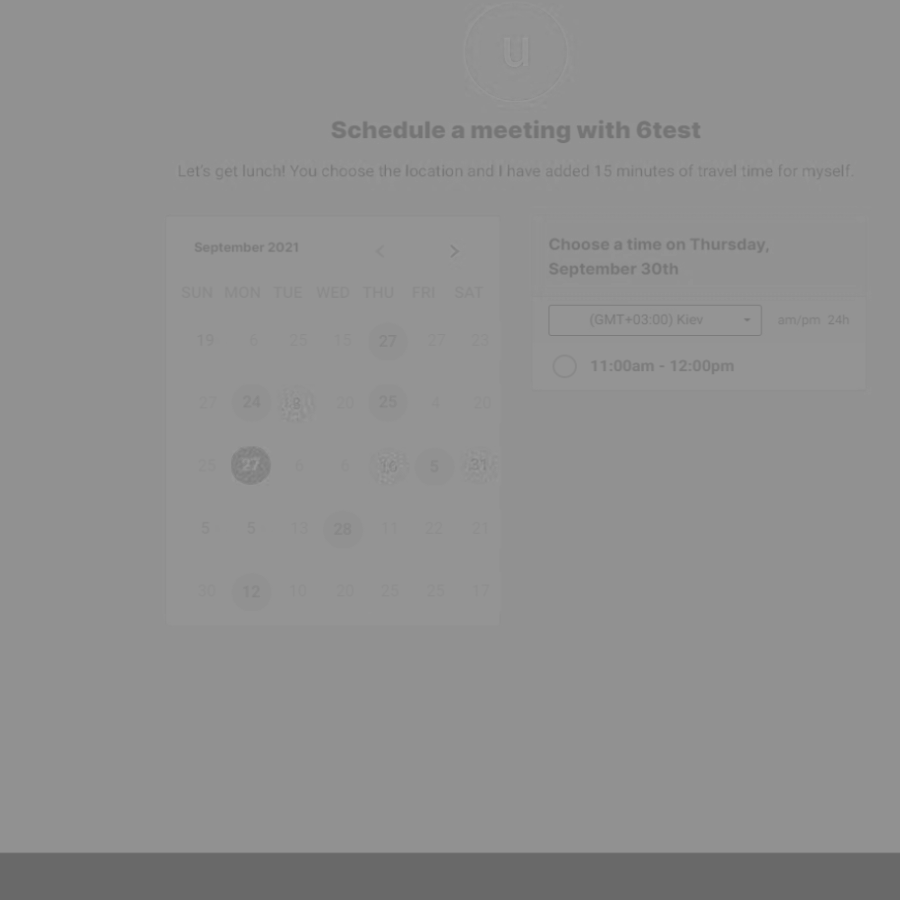 u
Schedule a meeting with 6test
Let's get lunch! You choose the location and I have added 15 minutes of travel time for myself.
September 2021
SUN MON TUE WED THU FRI SAT
19 6 25 15 27 27 23
27 24 20 25 4 20
25 27 6 6 5 31
5 5 13 28 11 22 21
30 12 10 20 25 25 17
Choose a time on Thursday,
September 30th
(GMT+03:00) Kiev am/pm 24h
11:00am - 12:00pm